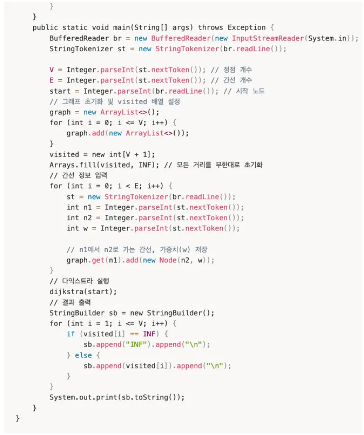 }
    }
    public static void main(String[] args) throws Exception {
        BufferedReader br = new BufferedReader(new InputStreamReader(System.in));
        StringTokenizer st = new StringTokenizer(br.readLine());

        V = Integer.parseInt(st.nextToken()); // 정점 개수
        E = Integer.parseInt(st.nextToken()); // 간선 개수
        start = Integer.parseInt(br.readLine()); // 시작 노드
        // 그래프 초기화 및 visited 배열 설정
        graph = new ArrayList<>();
        for (int i = 0; i <= V; i++) {
            graph.add(new ArrayList<>());
        }
        visited = new int[V + 1];
        Arrays.fill(visited, INF); // 모든 거리를 무한대로 초기화
        // 간선 정보 입력
        for (int i = 0; i < E; i++) {
            st = new StringTokenizer(br.readLine());
            int n1 = Integer.parseInt(st.nextToken());
            int n2 = Integer.parseInt(st.nextToken());
            int w = Integer.parseInt(st.nextToken());

            // n1에서 n2로 가는 간선, 가중치(w) 저장
            graph.get(n1).add(new Node(n2, w));
        }
        // 다익스트라 실행
        dijkstra(start);
        // 결과 출력
        StringBuilder sb = new StringBuilder();
        for (int i = 1; i <= V; i++) {
            if (visited[i] == INF) {
                sb.append("INF").append("\n");
            } else {
                sb.append(visited[i]).append("\n");
            }
        }
        System.out.print(sb.toString());
    }
}